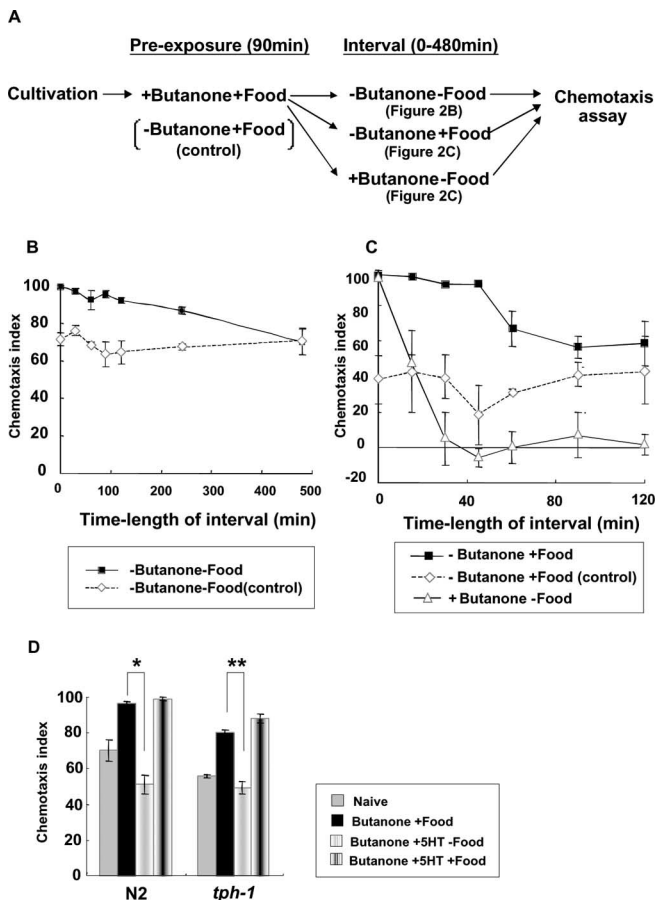 A
Pre-exposure (90min) Interval (0-480min)
Cultivation +Butanone+Food -Butanone-Food Chemotaxis
(Figure 2B) assay
-Butanone+Food -Butanone+Food
(control) (Figure 2C)
+Butanone-Food
(Figure 2C)
B
100
80
60
40
20
0
Chemotaxis index
0 100 200 300 400 500
Time-length of interval (min)
-Butanone-Food
-Butanone-Food(control)
C
100
80
60
40
20
0
-20
Chemotaxis index
0 40 80 120
Time-length of interval (min)
- Butanone +Food
- Butanone +Food (control)
+ Butanone -Food
D
100
80
60
40
20
0
Chemotaxis index
* **
N2 tph-1
Naive
Butanone +Food
Butanone +5HT -Food
Butanone +5HT +Food